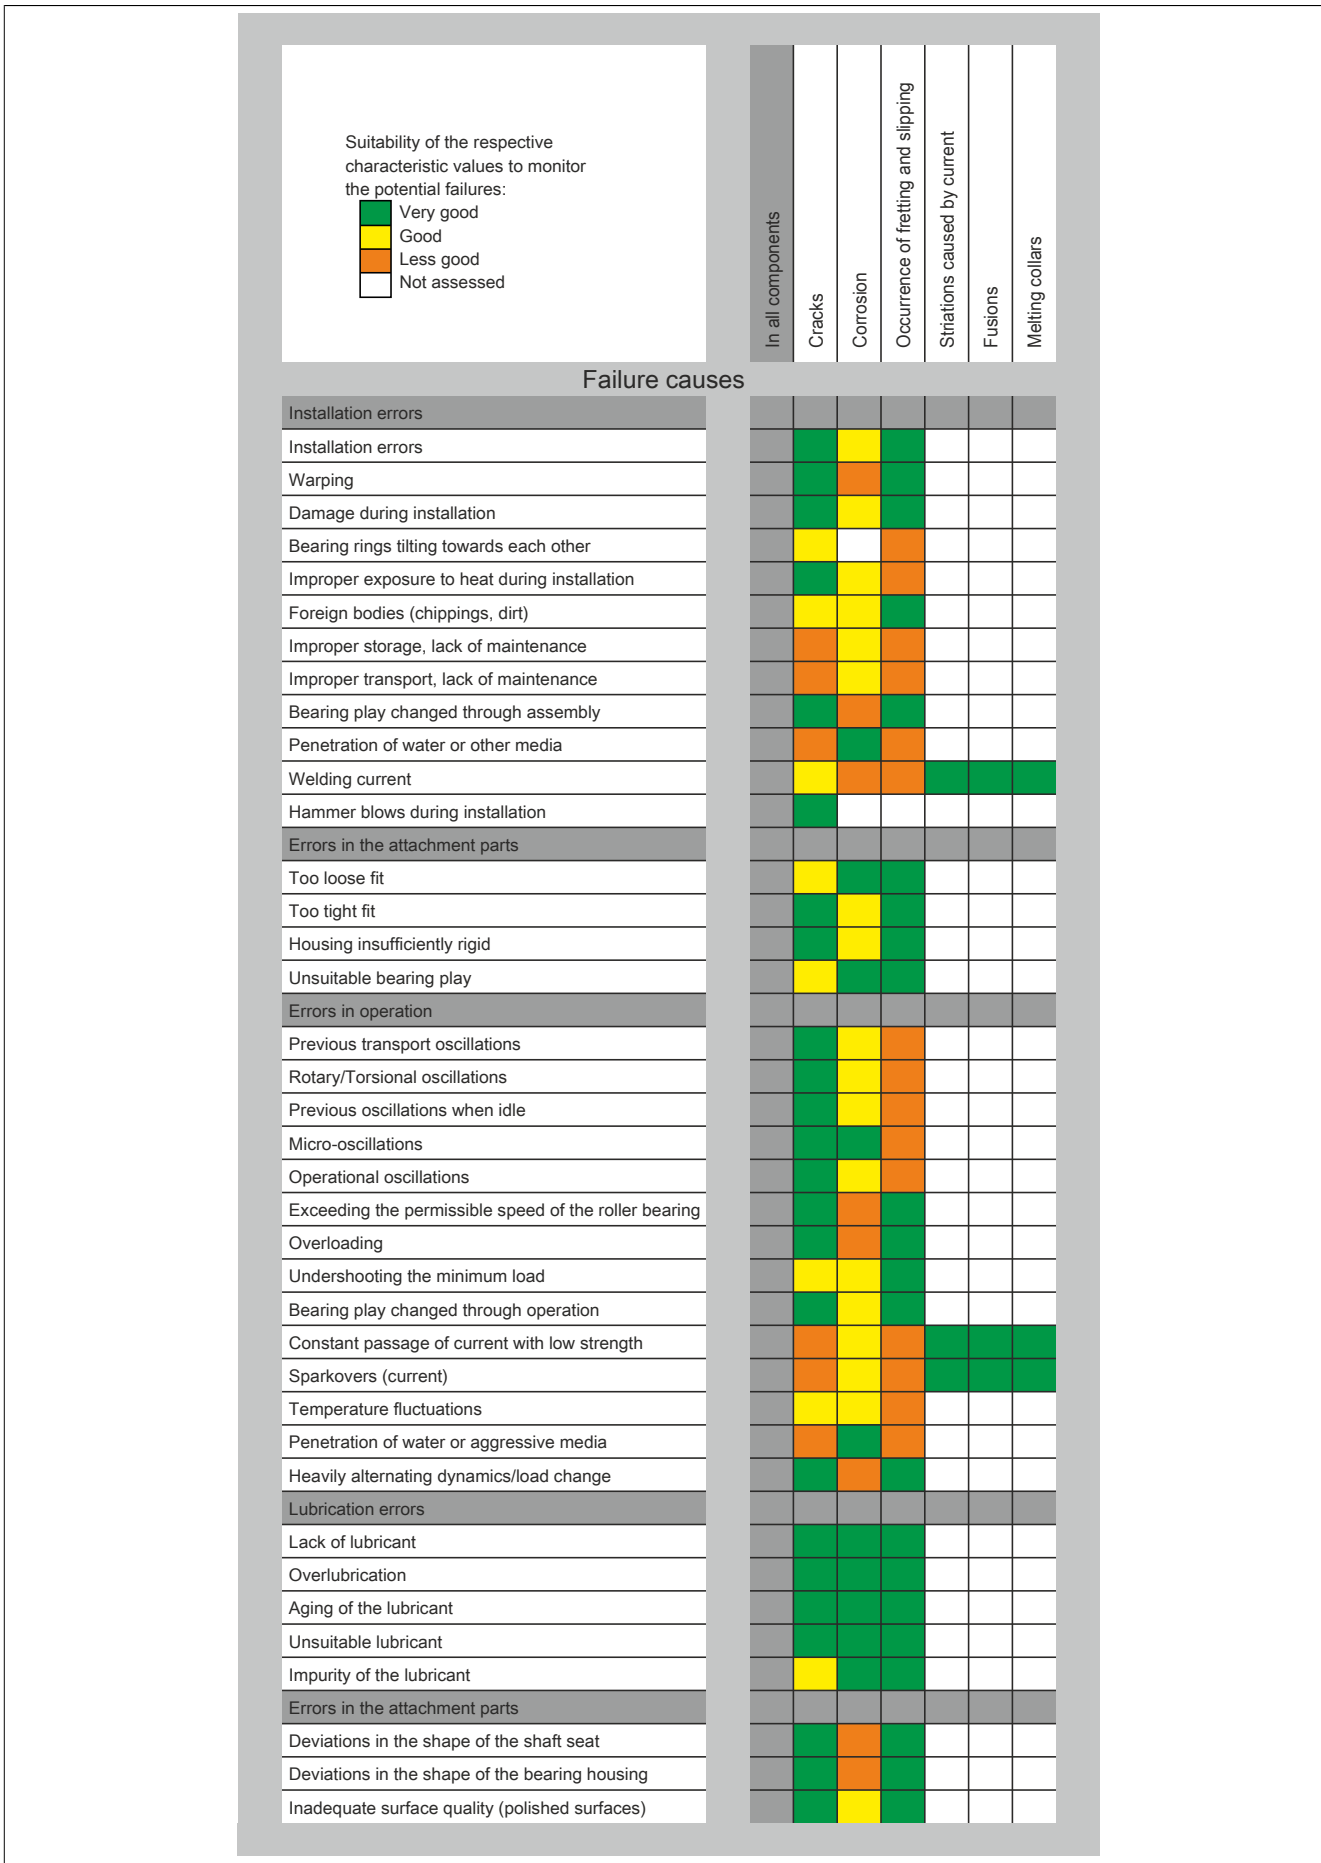 Suitability of the respective
characteristic values to monitor
the potential failures:
Very good
Good
Less good
Not assessed
In all components
Cracks
Corrosion
Occurrence of fretting and slipping
Striations caused by current
Fusions
Melting collars
Failure causes
Installation errors
Installation errors
Warping
Damage during installation
Bearing rings tilting towards each other
Improper exposure to heat during installation
Foreign bodies (chippings, dirt)
Improper storage, lack of maintenance
Improper transport, lack of maintenance
Bearing play changed through assembly
Penetration of water or other media
Welding current
Hammer blows during installation
Errors in the attachment parts
Too loose fit
Too tight fit
Housing insufficiently rigid
Unsuitable bearing play
Errors in operation
Previous transport oscillations
Rotary/Torsional oscillations
Previous oscillations when idle
Micro-oscillations
Operational oscillations
Exceeding the permissible speed of the roller bearing
Overloading
Undershooting the minimum load
Bearing play changed through operation
Constant passage of current with low strength
Sparkovers (current)
Temperature fluctuations
Penetration of water or aggressive media
Heavily alternating dynamics/load change
Lubrication errors
Lack of lubricant
Overlubrication
Aging of the lubricant
Unsuitable lubricant
Impurity of the lubricant
Errors in the attachment parts
Deviations in the shape of the shaft seat
Deviations in the shape of the bearing housing
Inadequate surface quality (polished surfaces)